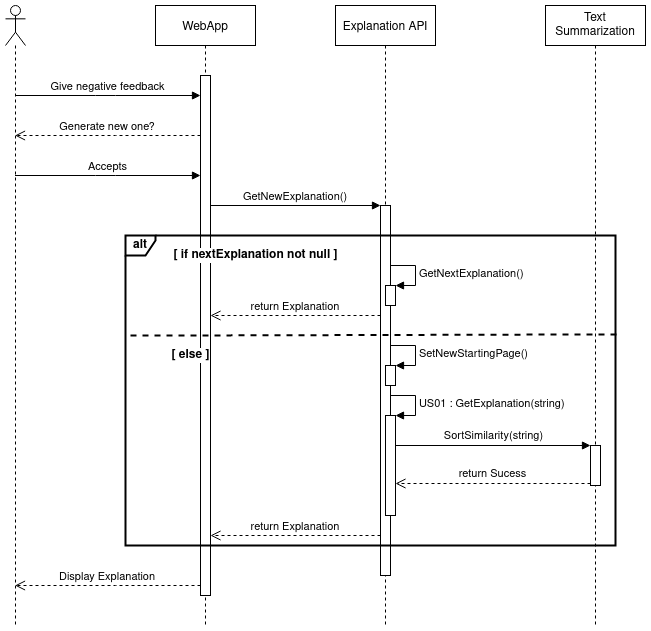 WebApp
Explanation API
Text
Summarization
Give negative feedback
Generate new one?
Accepts
GetNewExplanation()
alt
[ if nextExplanation not null ]
GetNextExplanation()
return Explanation
[ else ]
SetNewStartingPage()
US01 : GetExplanation(string)
SortSimilarity(string)
return Sucess
return Explanation
Display Explanation